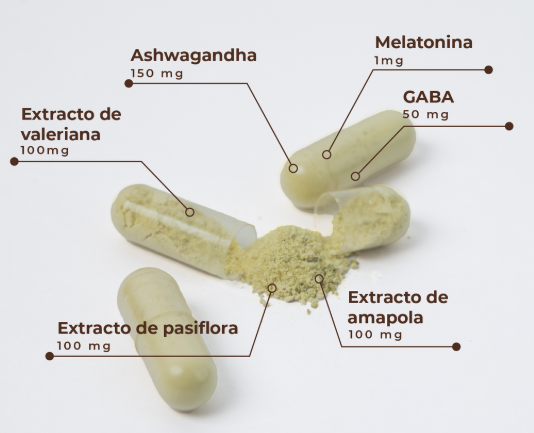 Ashwagandha
150 mg
Melatonina
1mg
GABA
50 mg
Extracto de
valeriana
100mg
Extracto de pasiflora
100 mg
Extracto de
amapola
100 mg